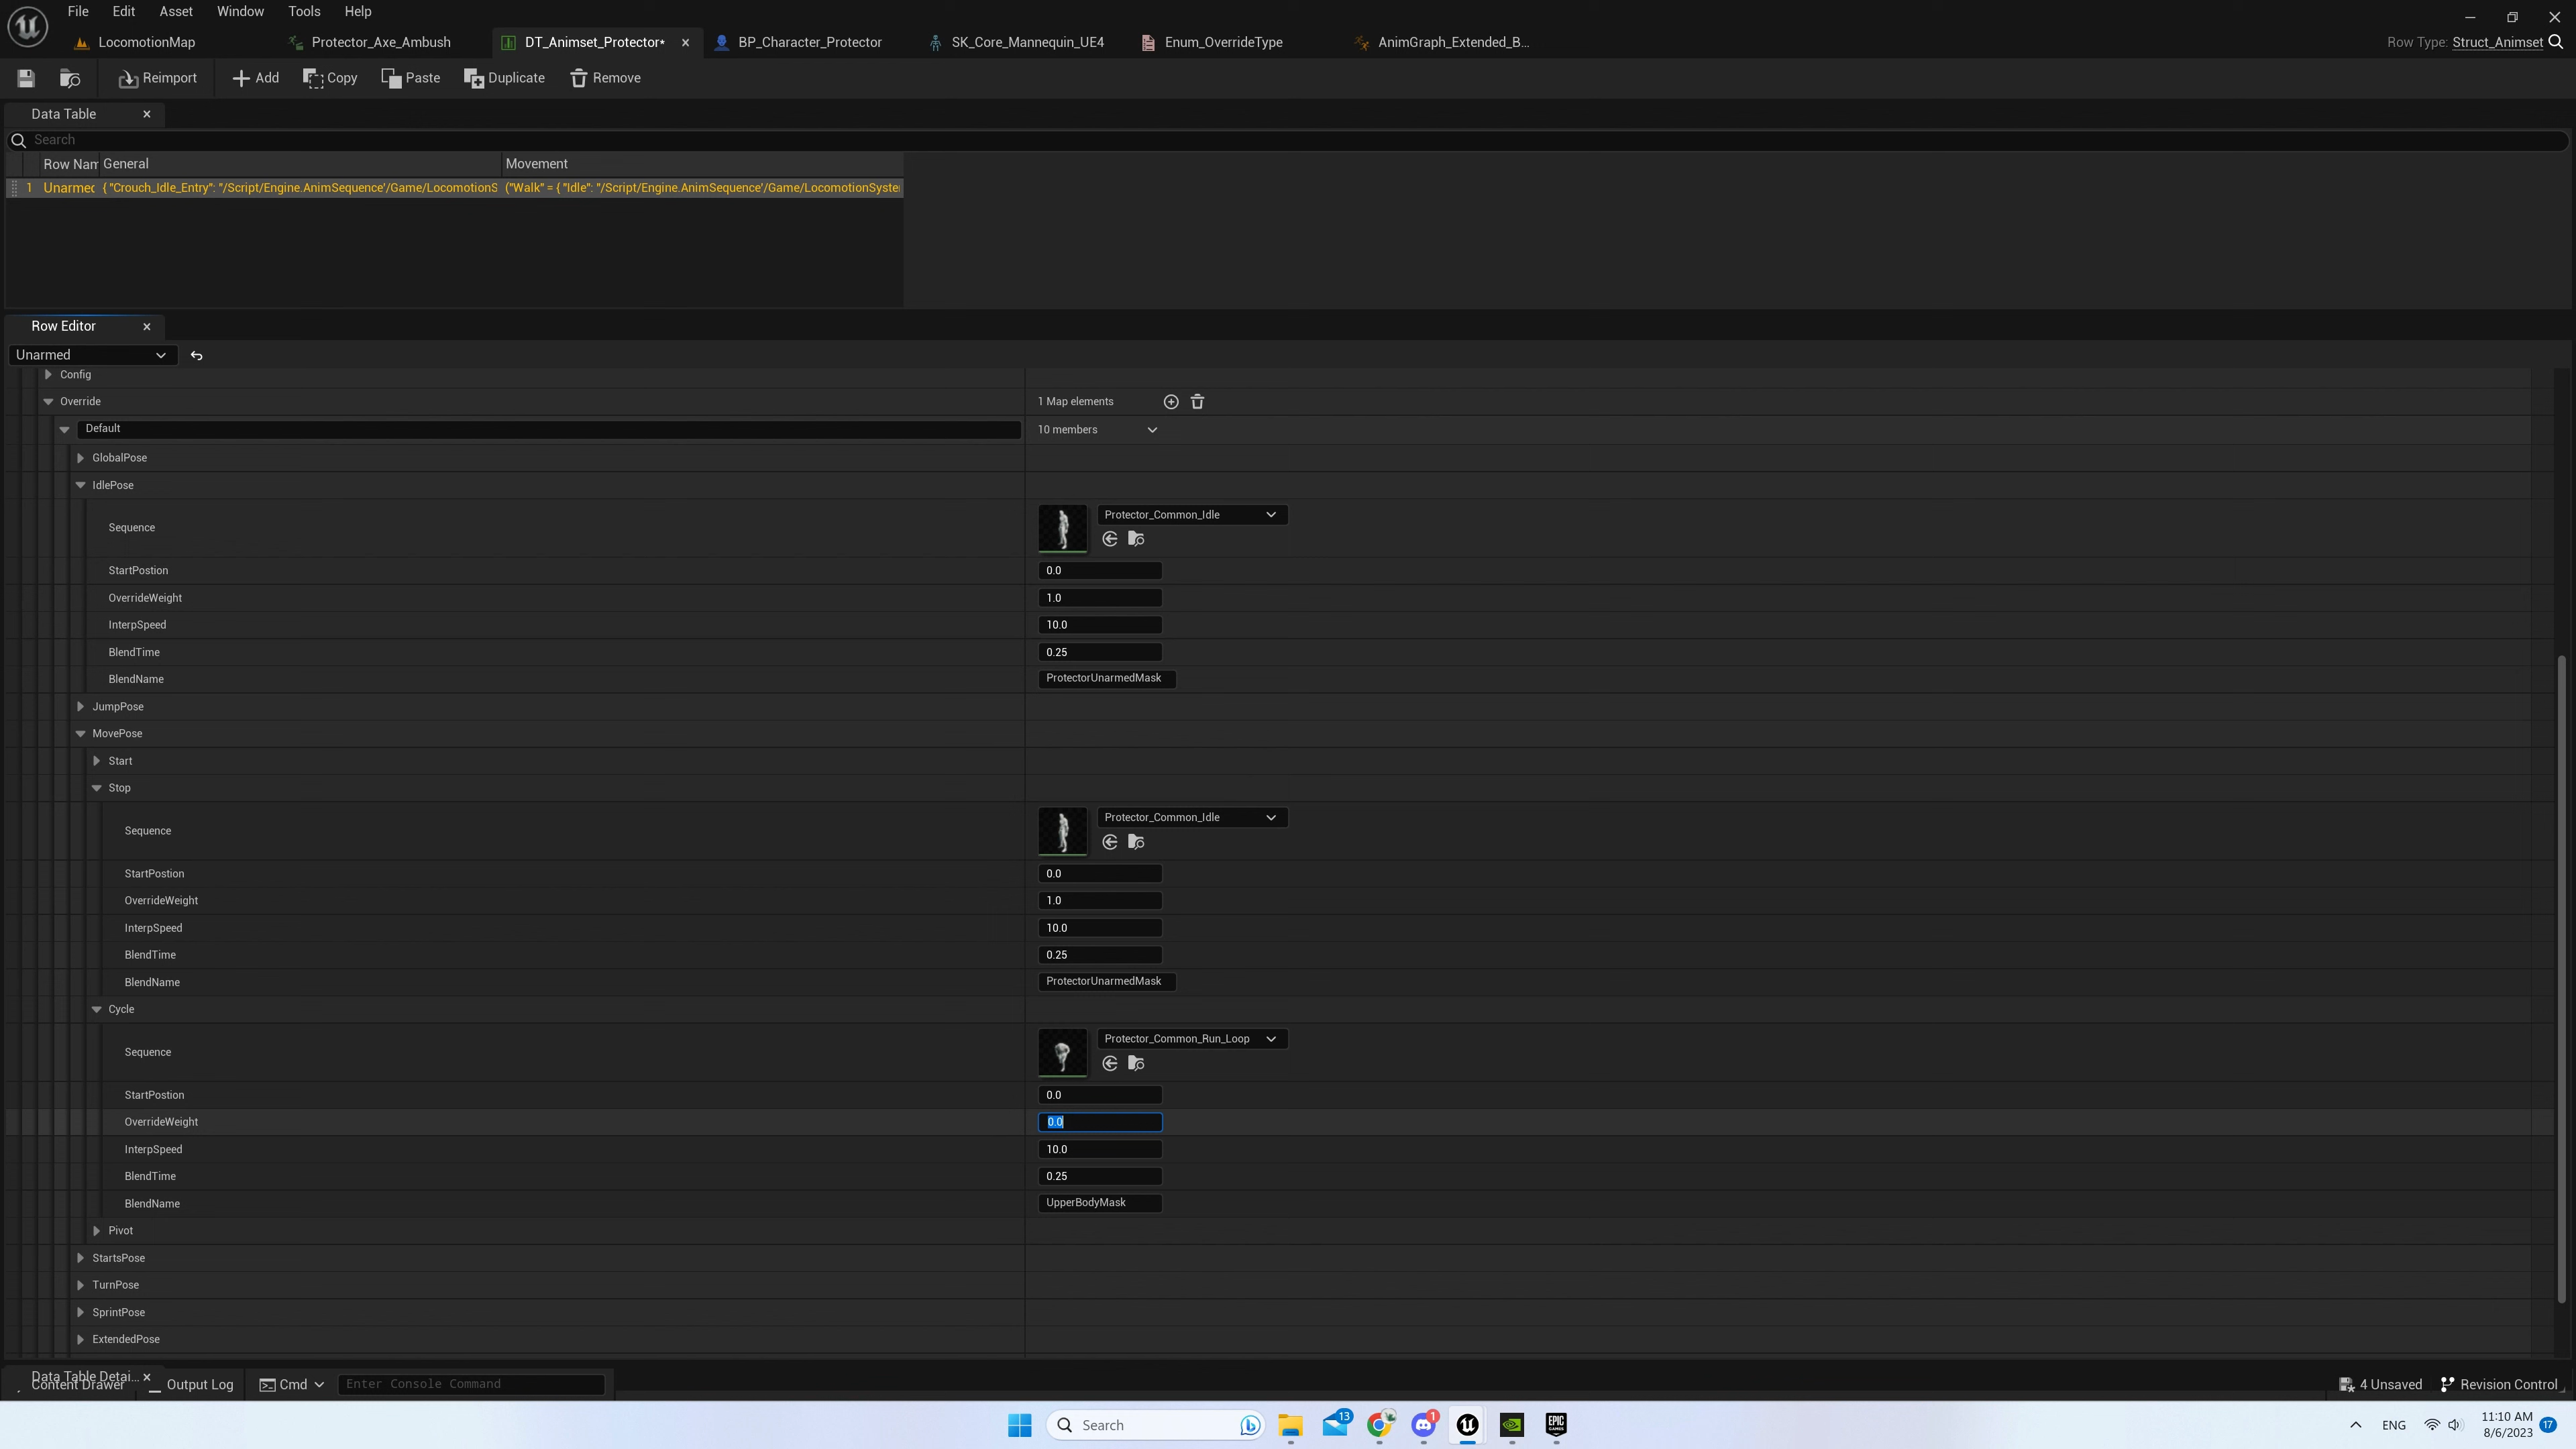 File Edit Asset Window Tools Help
LocomotionMap Protector_Axe_Ambush DT_Animset_Protector* BP_Character_Protector SK_Core_Mannequin_UE4 Enum_OverrideType AnimGraph_Extended_B... Row Type: Struct_Animset
Reimport Add Copy Paste Duplicate Remove
Data Table
Search
Row Nam General Movement
1 Unarmed { "Crouch_Idle_Entry": "/Script/Engine.AnimSequence'/Game/LocomotionS ("Walk" = { "Idle": "/Script/Engine.AnimSequence'/Game/LocomotionSyste
Row Editor
Unarmed
Config
Override 1 Map elements
Default 10 members
GlobalPose
IdlePose
Sequence Protector_Common_Idle
StartPostion 0.0
OverrideWeight 1.0
InterpSpeed 10.0
BlendTime 0.25
BlendName ProtectorUnarmedMask
JumpPose
MovePose
Start
Stop
Sequence Protector_Common_Idle
StartPostion 0.0
OverrideWeight 1.0
InterpSpeed 10.0
BlendTime 0.25
BlendName ProtectorUnarmedMask
Cycle
Sequence Protector_Common_Run_Loop
StartPostion 0.0
OverrideWeight 0.0
InterpSpeed 10.0
BlendTime 0.25
BlendName UpperBodyMask
Pivot
StartsPose
TurnPose
SprintPose
ExtendedPose
Data Table Detai...
Content Drawer Output Log Cmd Enter Console Command 4 Unsaved Revision Control
Search 13 1 EPIC GAMES ENG 11:10 AM 17
8/6/2023